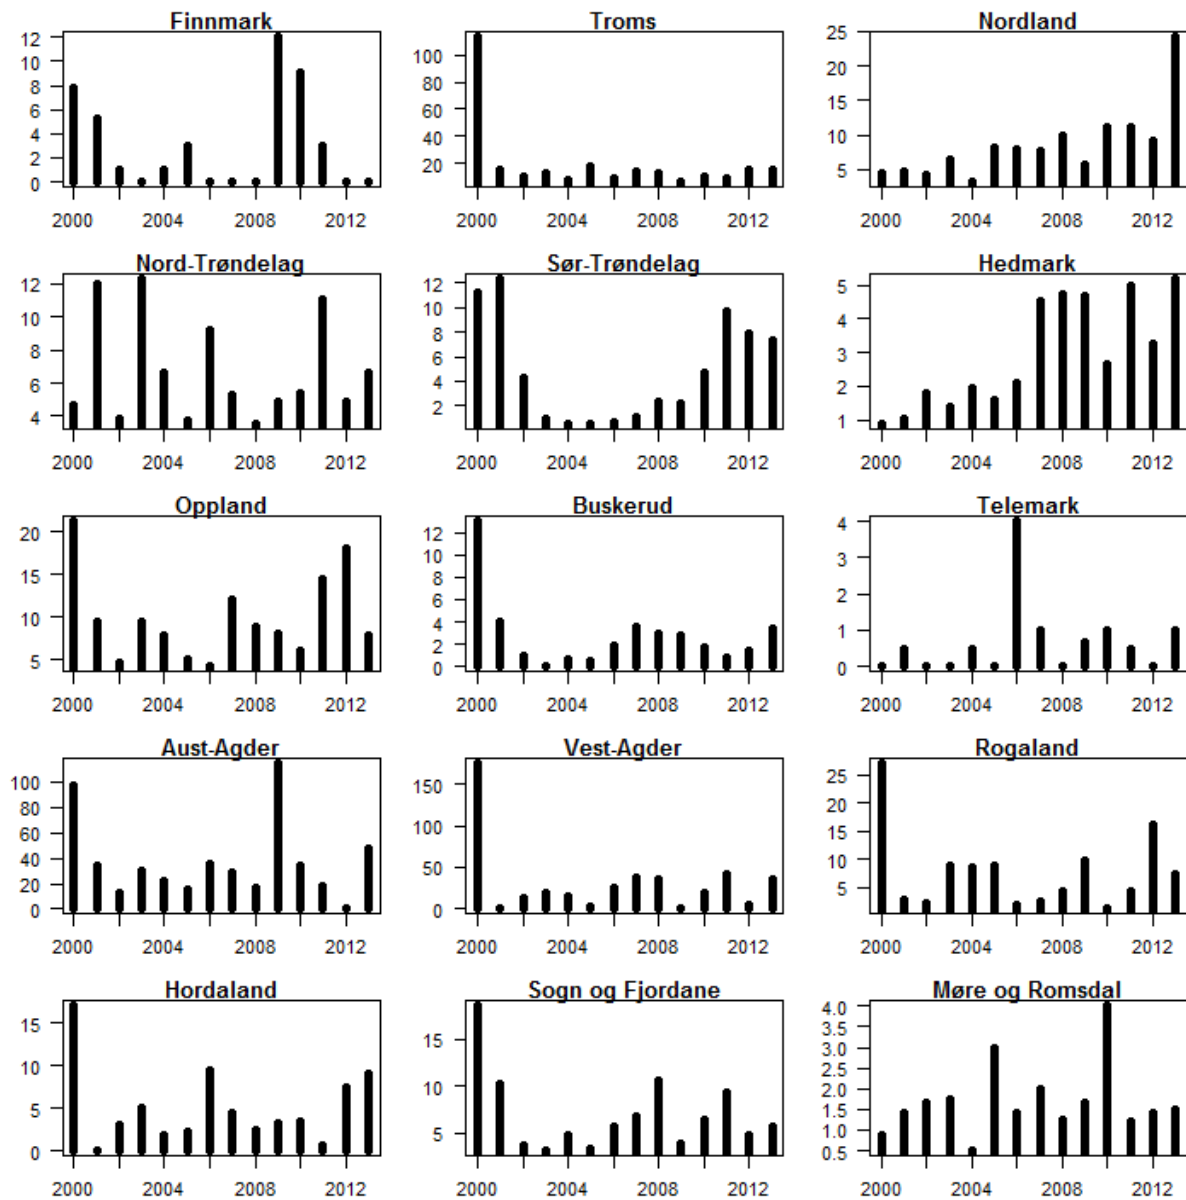 Finnmark
12
10
8
6
4
2
0
2000 2004 2008 2012
Troms
100
80
60
40
20
2000 2004 2008 2012
Nordland
25
20
15
10
5
2000 2004 2008 2012
Nord-Trøndelag
12
10
8
6
4
2000 2004 2008 2012
Sør-Trøndelag
12
10
8
6
4
2
2000 2004 2008 2012
Hedmark
5
4
3
2
1
2000 2004 2008 2012
Oppland
20
15
10
5
2000 2004 2008 2012
Buskerud
12
10
8
6
4
2
0
2000 2004 2008 2012
Telemark
4
3
2
1
0
2000 2004 2008 2012
Aust-Agder
100
80
60
40
20
0
2000 2004 2008 2012
Vest-Agder
150
100
50
0
2000 2004 2008 2012
Rogaland
25
20
15
10
5
2000 2004 2008 2012
Hordaland
15
10
5
0
2000 2004 2008 2012
Sogn og Fjordane
15
10
5
2000 2004 2008 2012
Møre og Romsdal
4.0
3.5
3.0
2.5
2.0
1.5
1.0
0.5
2000 2004 2008 2012